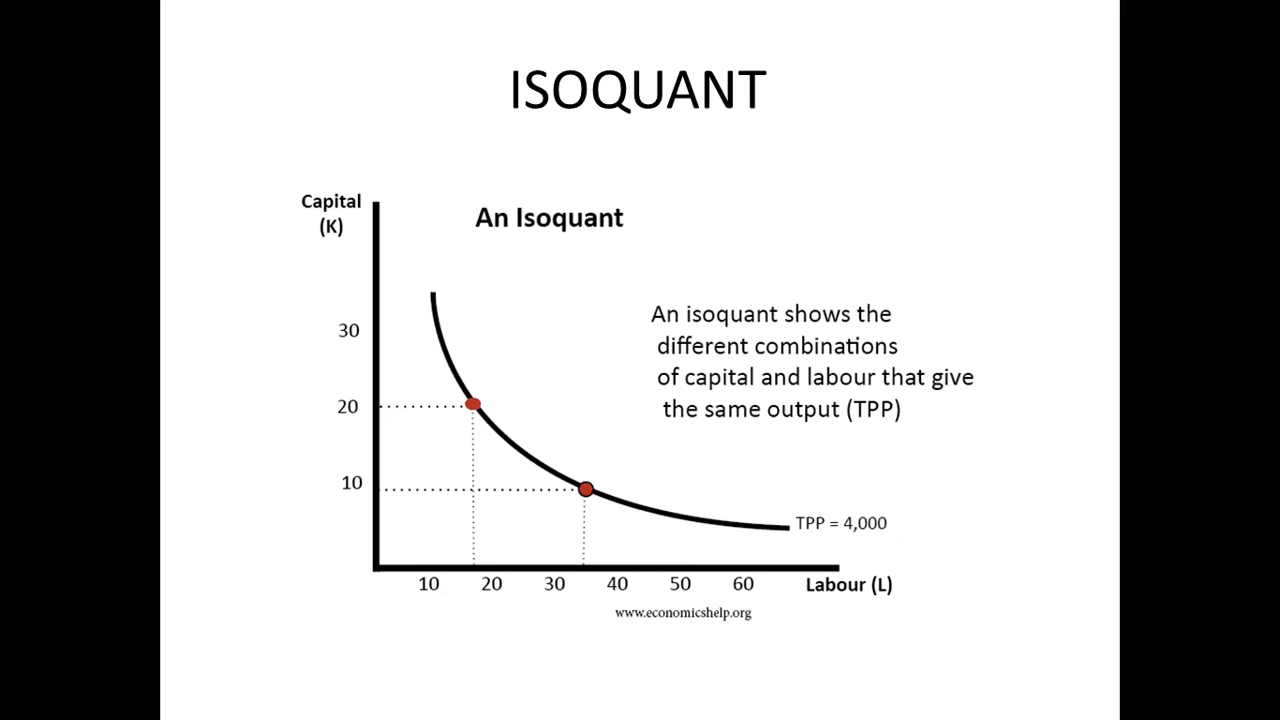 ISOQUANT
Capital
(K)
An Isoquant
An isoquant shows the
different combinations
of capital and labour that give
the same output (TPP)
30
20
10
TPP = 4,000
10 20 30 40 50 60 Labour (L)
www.economicshelp.org